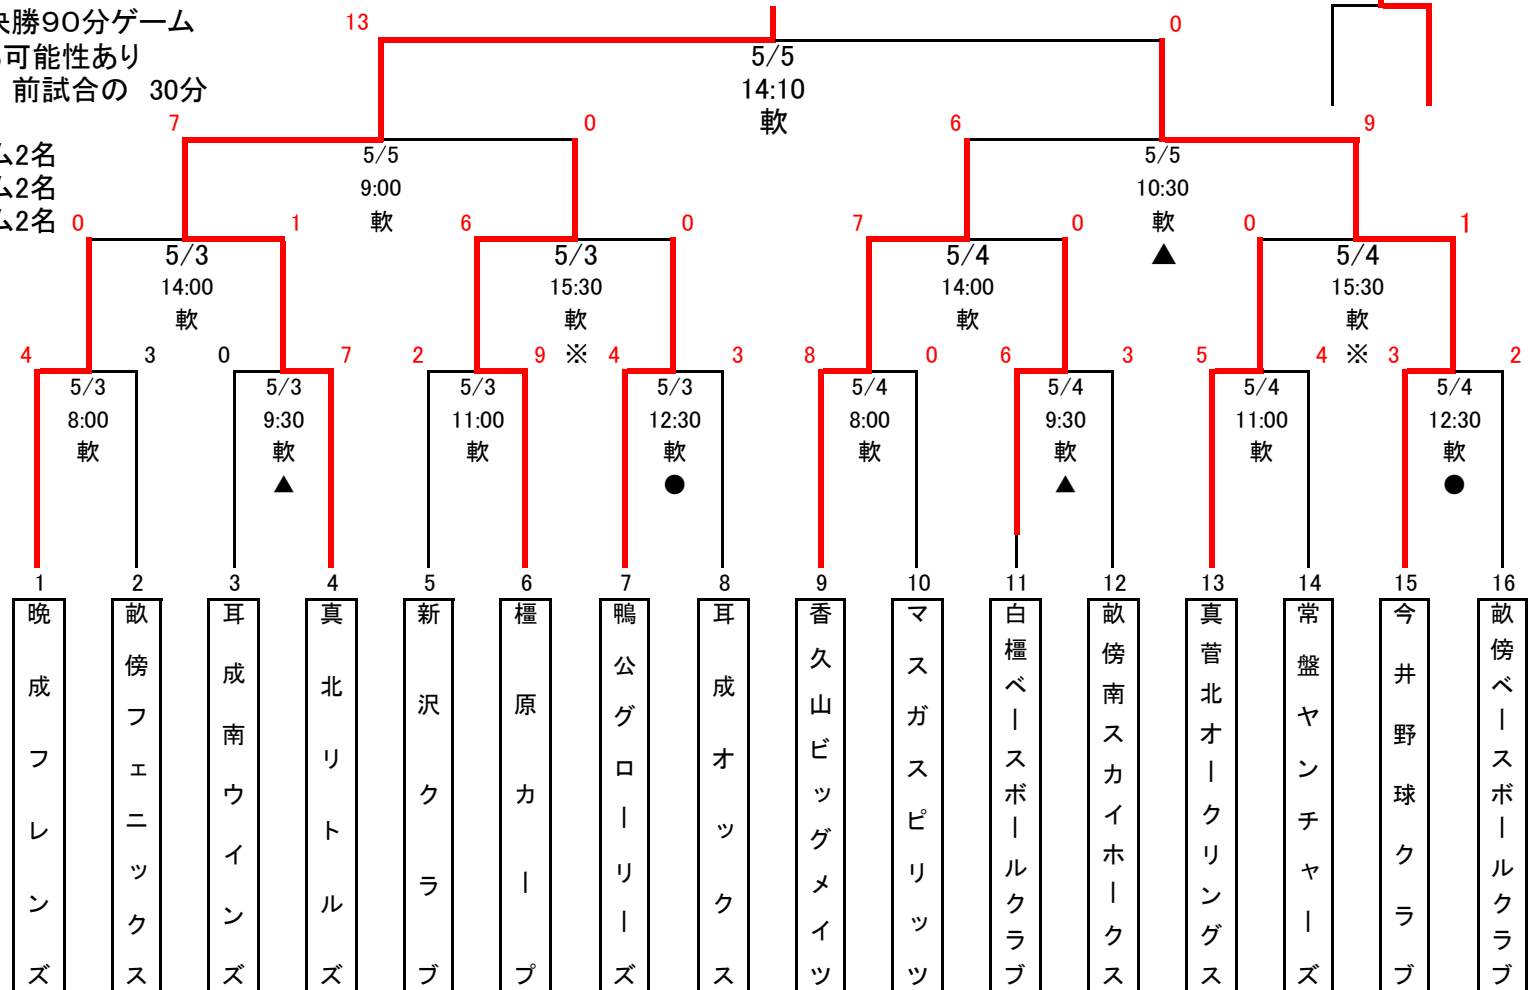 決勝90分ゲーム
可能性あり
前試合の 30分
ム2名
ム2名
ム2名
13
0
5/5
14:10
軟
7
0
6
9
5/5
9:00
軟
5/5
10:30
軟
▲
0
1
6
0
7
0
0
1
5/3
14:00
軟
5/3
15:30
軟
※
5/4
14:00
軟
5/4
15:30
軟
※
4
3
0
7
2
9
4
3
8
0
6
3
5
4
3
2
5/3
8:00
軟
5/3
9:30
軟
▲
5/3
11:00
軟
5/3
12:30
軟
●
5/4
8:00
軟
5/4
9:30
軟
▲
5/4
11:00
軟
5/4
12:30
軟
●
1
晩成フレンズ
2
畝傍フェニックス
3
耳成南ウインズ
4
真北リトルズ
5
新沢クラブ
6
橿原カープ
7
鴨公グローリーズ
8
耳成オックス
9
香久山ビッグメイツ
10
マスガスピリッツ
11
白橿ベースボールクラブ
12
畝傍南スカイホークス
13
真菅北オークリングス
14
常盤ヤンチャーズ
15
今井野球クラブ
16
畝傍ベースボールクラブ